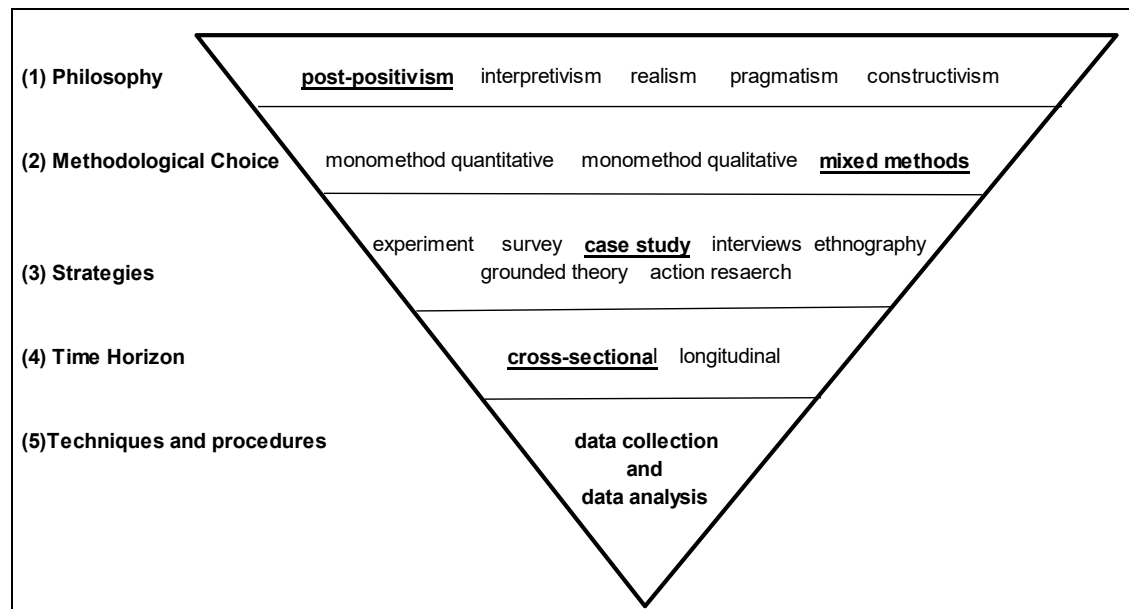 (1) Philosophy post-positivism interpretivism realism pragmatism constructivism
(2) Methodological Choice monomethod quantitative monomethod qualitative mixed methods
experiment survey case study interviews ethnography
(3) Strategies grounded theory action resaerch
(4) Time Horizon cross-sectional longitudinal
(5)Techniques and procedures data collection
and
data analysis